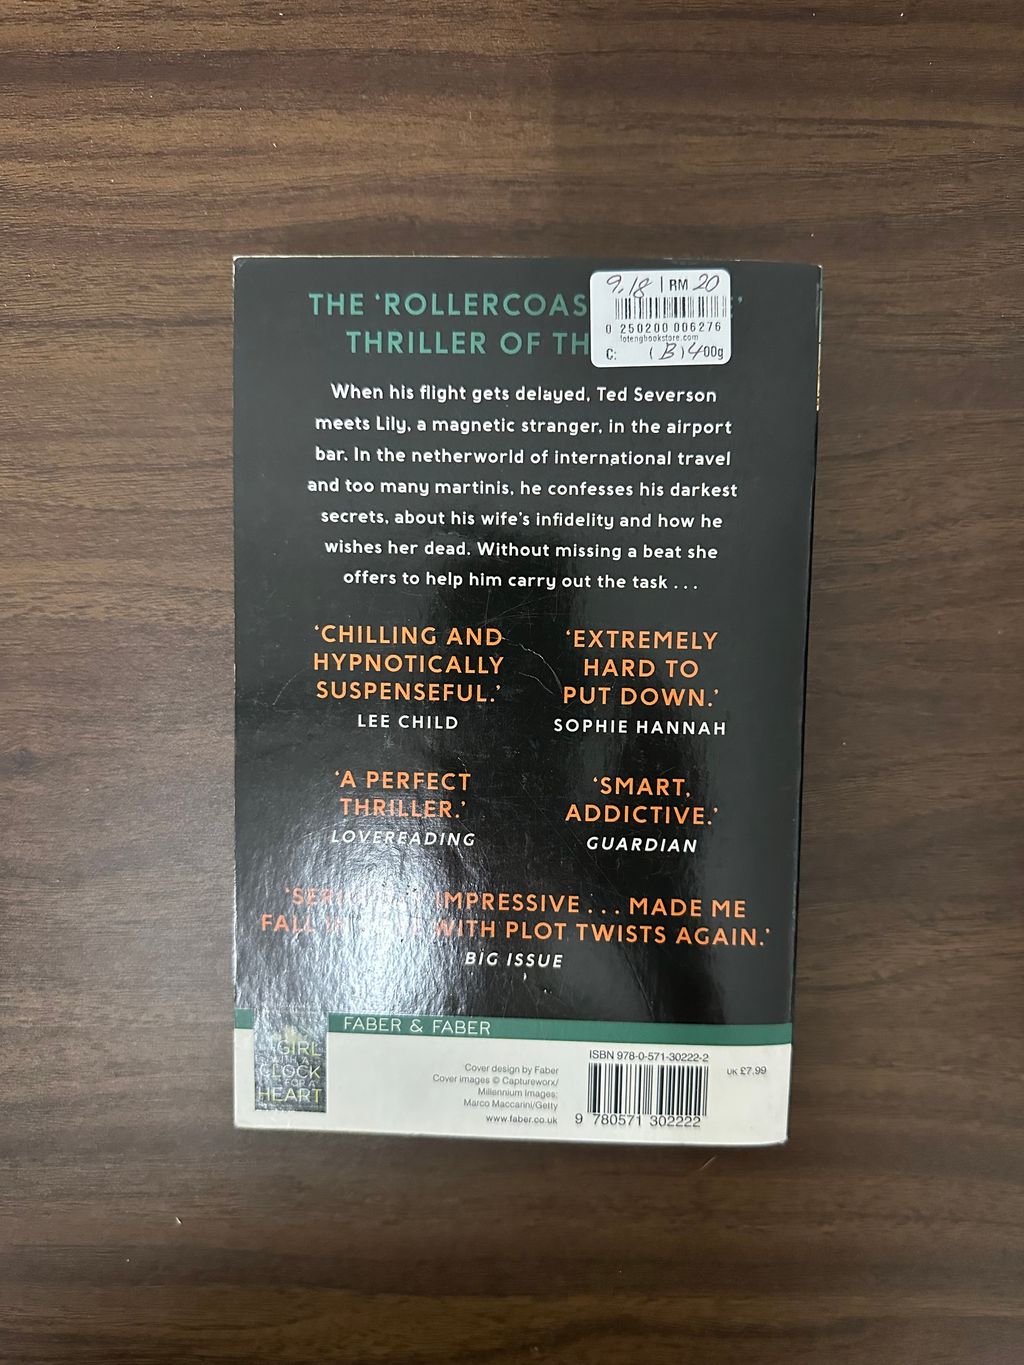 THE ‘ROLLERCOAS ’
THRILLER OF TH
9.18 | RM 20
0 250200 006276
lotengbookstore.com
C: (B) 400g
When his flight gets delayed, Ted Severson
meets Lily, a magnetic stranger, in the airport
bar. In the netherworld of international travel
and too many martinis, he confesses his darkest
secrets, about his wife's infidelity and how he
wishes her dead. Without missing a beat she
offers to help him carry out the task . . .
‘CHILLING AND
HYPNOTICALLY
SUSPENSEFUL.’
LEE CHILD
‘EXTREMELY
HARD TO
PUT DOWN.’
SOPHIE HANNAH
‘A PERFECT
THRILLER.’
LOVEREADING
‘SMART,
ADDICTIVE.’
GUARDIAN
IMPRESSIVE . . . MADE ME
FALL WITH PLOT TWISTS AGAIN.’
BIG ISSUE
FABER & FABER
GIRL
WITH A
CLOCK
FOR A
HEART
Cover design by Faber
Cover images © Captureworx/
Millennium Images;
Marco Maccarini/Getty
www.faber.co.uk
ISBN 978-0-571-30222-2
9 780571 302222
UK £7.99